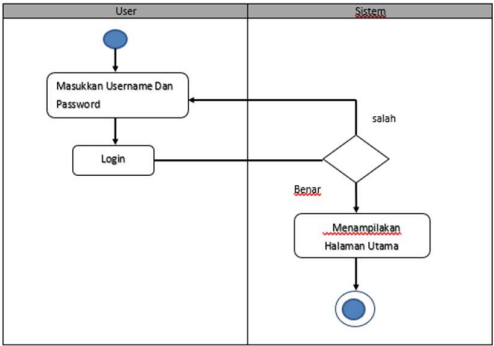 User
Sistem
Masukkan Username Dan
Password
salah
Login
Benar
Menampilakan
Halaman Utama